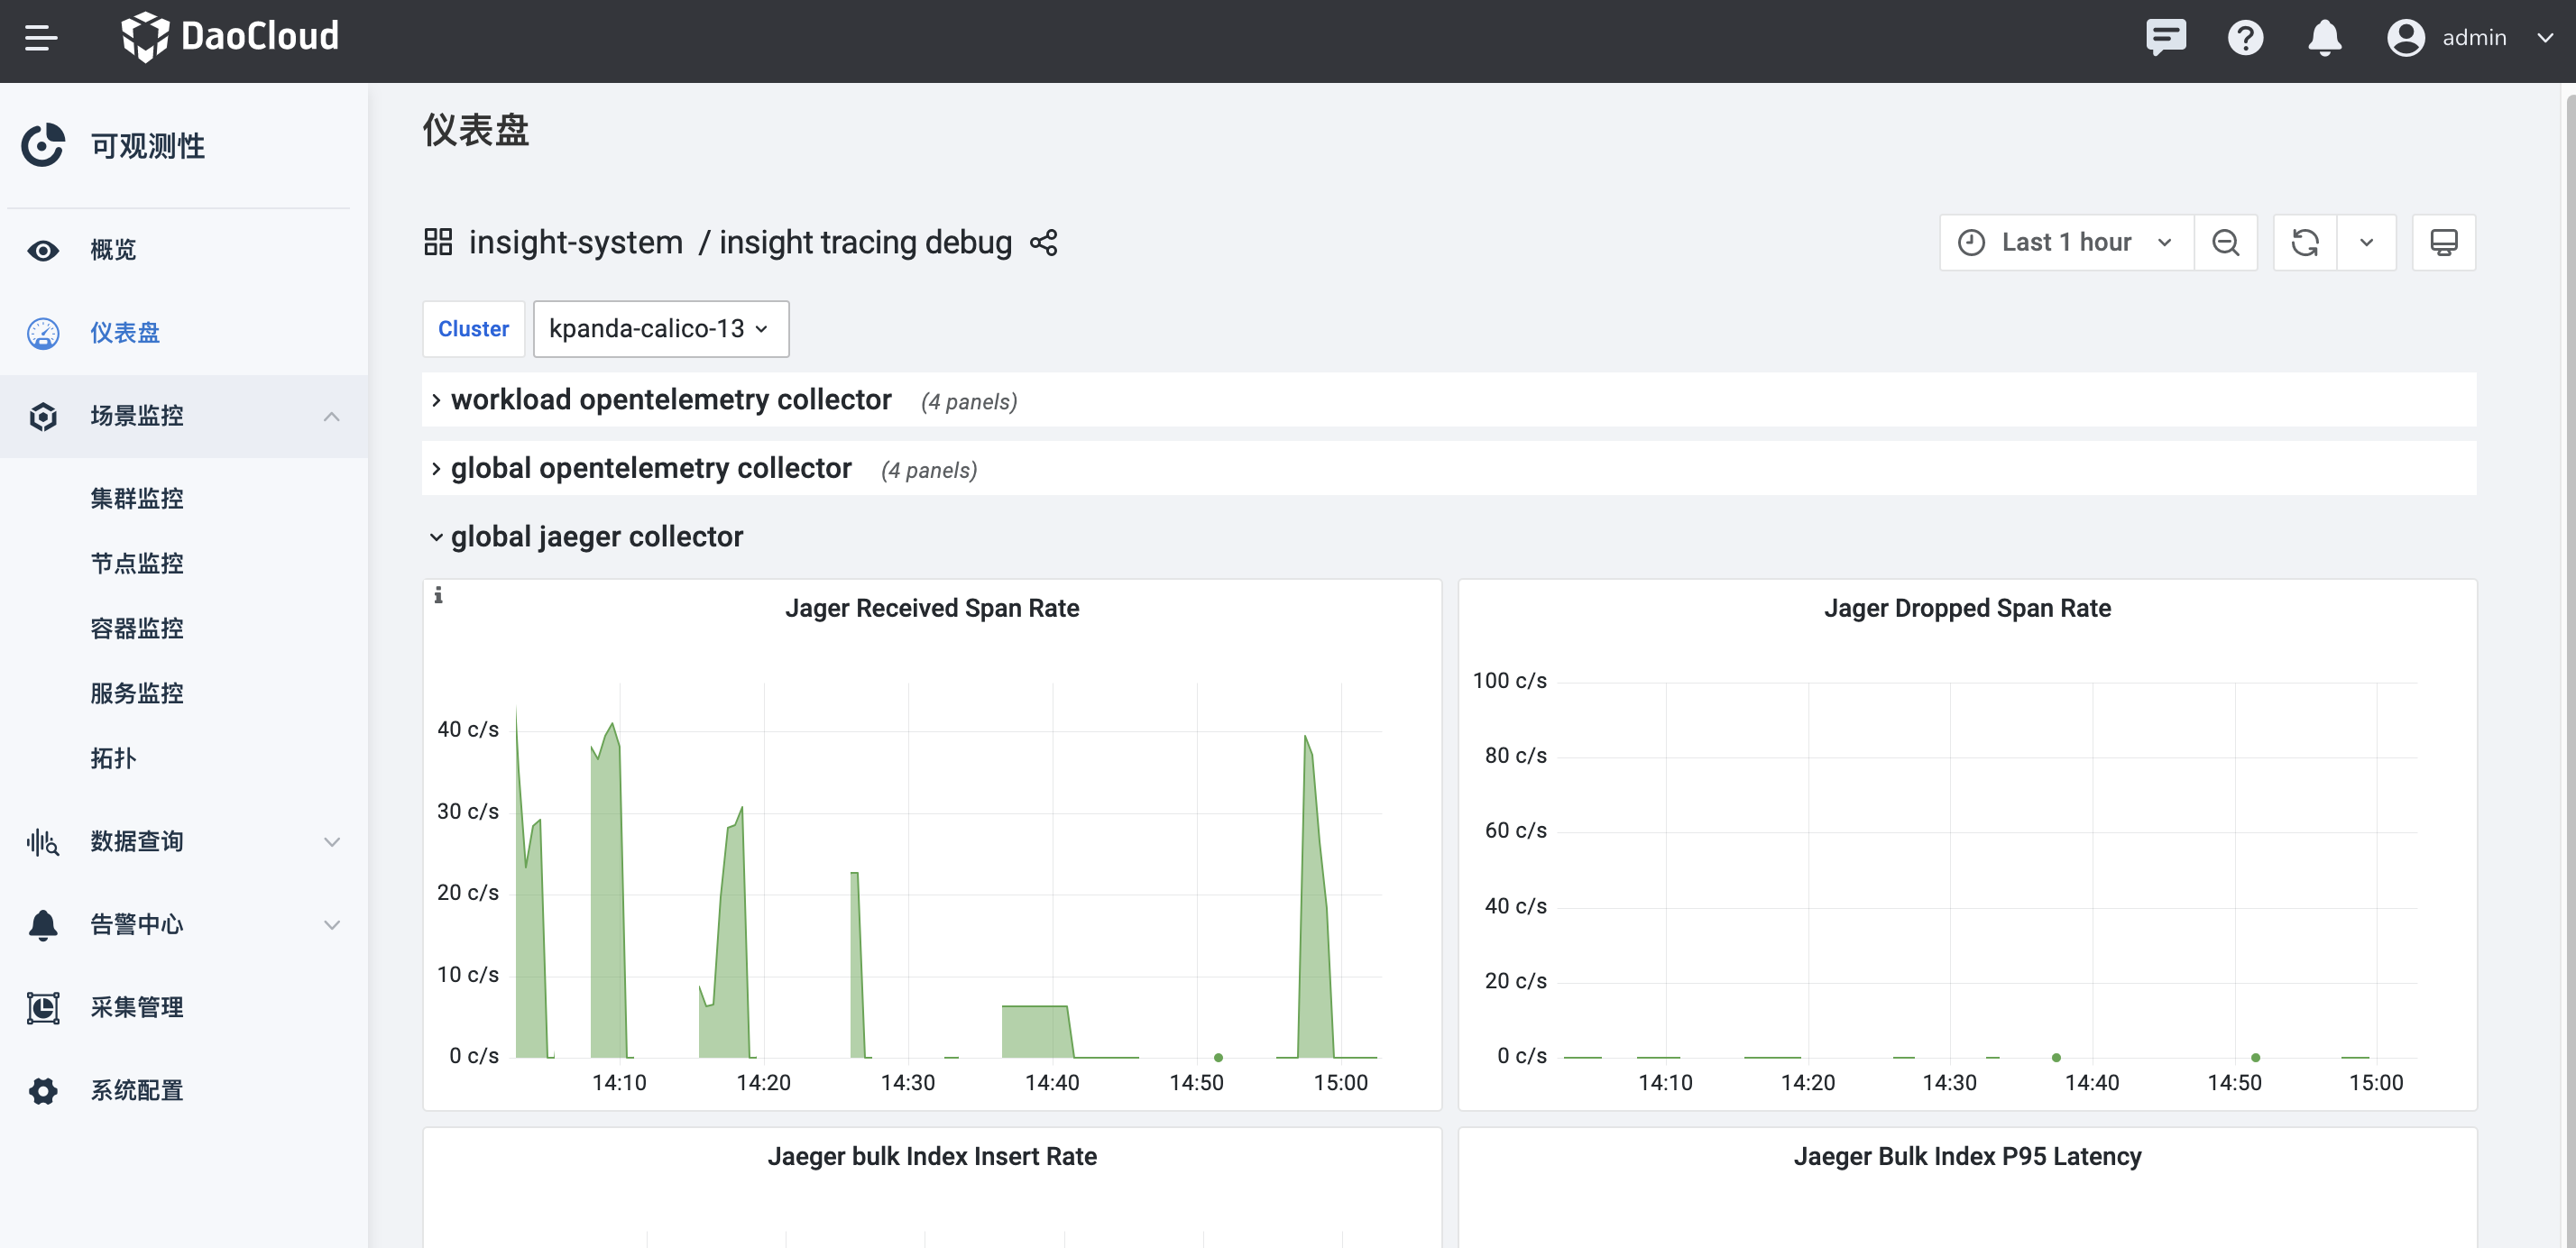 DaoCloud
admin
可观测性
概览
仪表盘
场景监控
集群监控
节点监控
容器监控
服务监控
拓扑
数据查询
告警中心
采集管理
系统配置
仪表盘
insight-system / insight tracing debug
Last 1 hour
Cluster
kpanda-calico-13
workload opentelemetry collector (4 panels)
global opentelemetry collector (4 panels)
global jaeger collector
Jager Received Span Rate
40 c/s
30 c/s
20 c/s
10 c/s
0 c/s
14:10 14:20 14:30 14:40 14:50 15:00
Jager Dropped Span Rate
100 c/s
80 c/s
60 c/s
40 c/s
20 c/s
0 c/s
14:10 14:20 14:30 14:40 14:50 15:00
Jaeger bulk Index Insert Rate
Jaeger Bulk Index P95 Latency